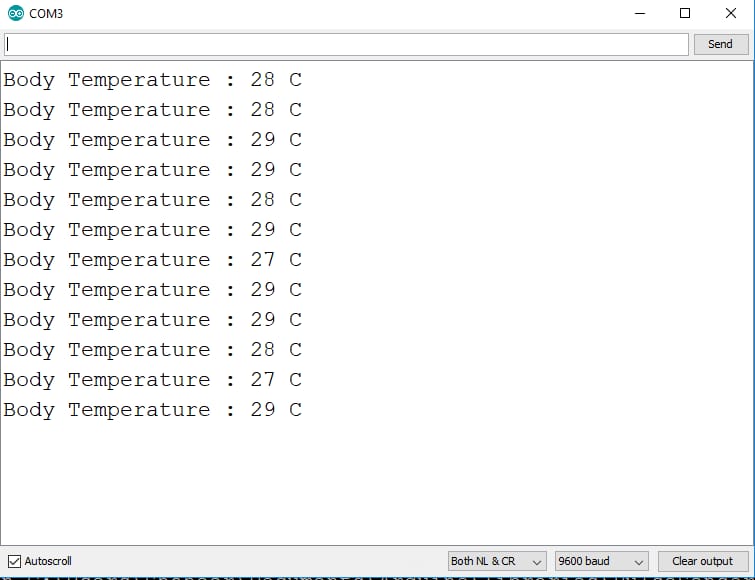 COM3
Send
Body Temperature : 28 C
Body Temperature : 28 C
Body Temperature : 29 C
Body Temperature : 29 C
Body Temperature : 28 C
Body Temperature : 29 C
Body Temperature : 27 C
Body Temperature : 29 C
Body Temperature : 29 C
Body Temperature : 28 C
Body Temperature : 27 C
Body Temperature : 29 C
Autoscroll Both NL & CR 9600 baud Clear output